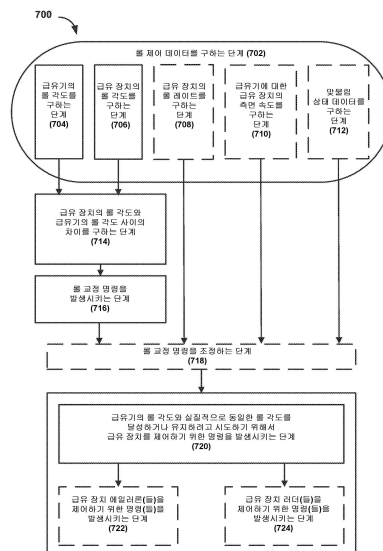 700
롤 제어 데이터를 구하는 단계 (702)
급유기의
롤 각도를
구하는
단계
(704)
급유 장치의
롤 각도를
구하는
단계
(706)
급유 장치의
롤 레이트를
구하는
단계
(708)
급유기에 대한
급유 장치의
측면 속도를
구하는 단계
(710)
맞물림
상태 데이터를
구하는
단계
(712)
급유 장치의 롤 각도와
급유기의 롤 각도 사이의
차이를 구하는 단계
(714)
롤 교정 명령을
발생시키는 단계
(716)
롤 교정 명령을 조정하는 단계
(718)
급유기의 롤 각도와 실질적으로 동일한 롤 각도를
달성하거나 유지하려고 시도하기 위해서
급유 장치를 제어하기 위한 명령을 발생시키는 단계
(720)
급유 장치 에일러론(들)을
제어하기 위한 명령(들)을
발생시키는 단계
(722)
급유 장치 러더(들)을
제어하기 위한 명령(들)을
발생시키는 단계
(724)